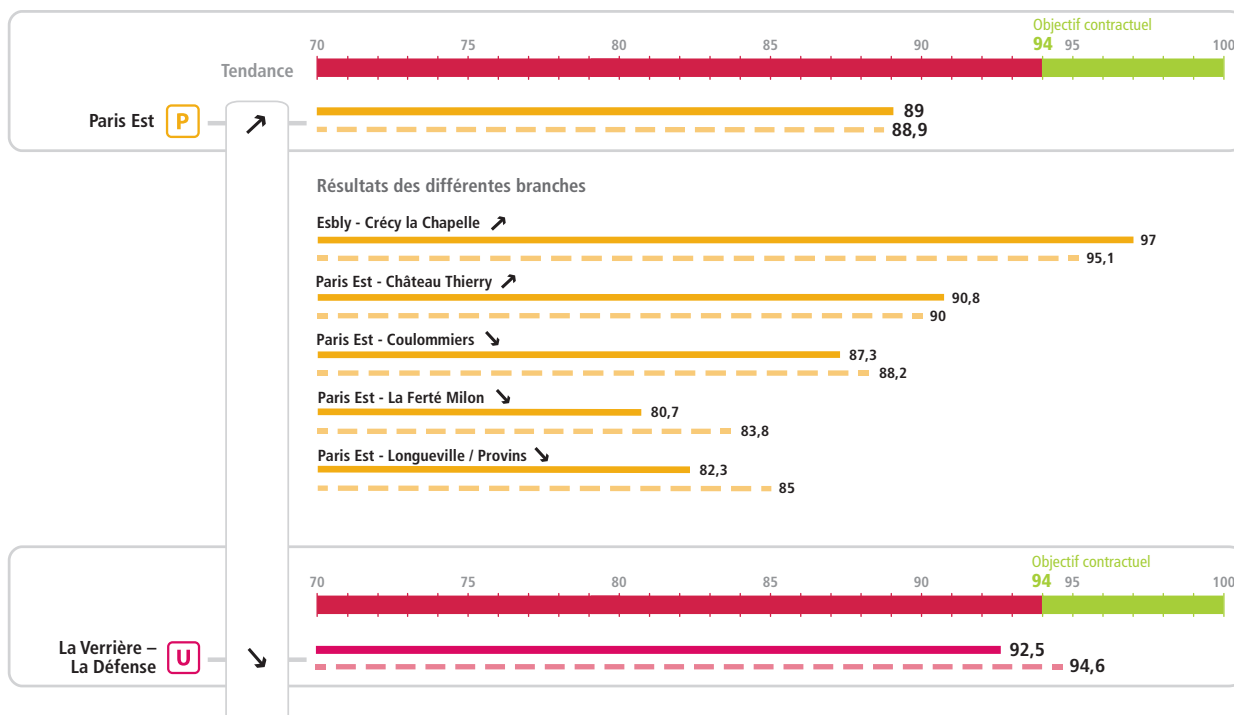 Objectif contractuel
70 75 80 85 90 94 95 100
Tendance
Paris Est P 89
88,9
Résultats des différentes branches
Esbly - Crécy la Chapelle
97
95,1
Paris Est - Château Thierry
90,8
90
Paris Est - Coulommiers
87,3
88,2
Paris Est - La Ferté Milon
80,7
83,8
Paris Est - Longueville / Provins
82,3
85
Objectif contractuel
70 75 80 85 90 94 95 100
La Verrière –
La Défense U
92,5
94,6